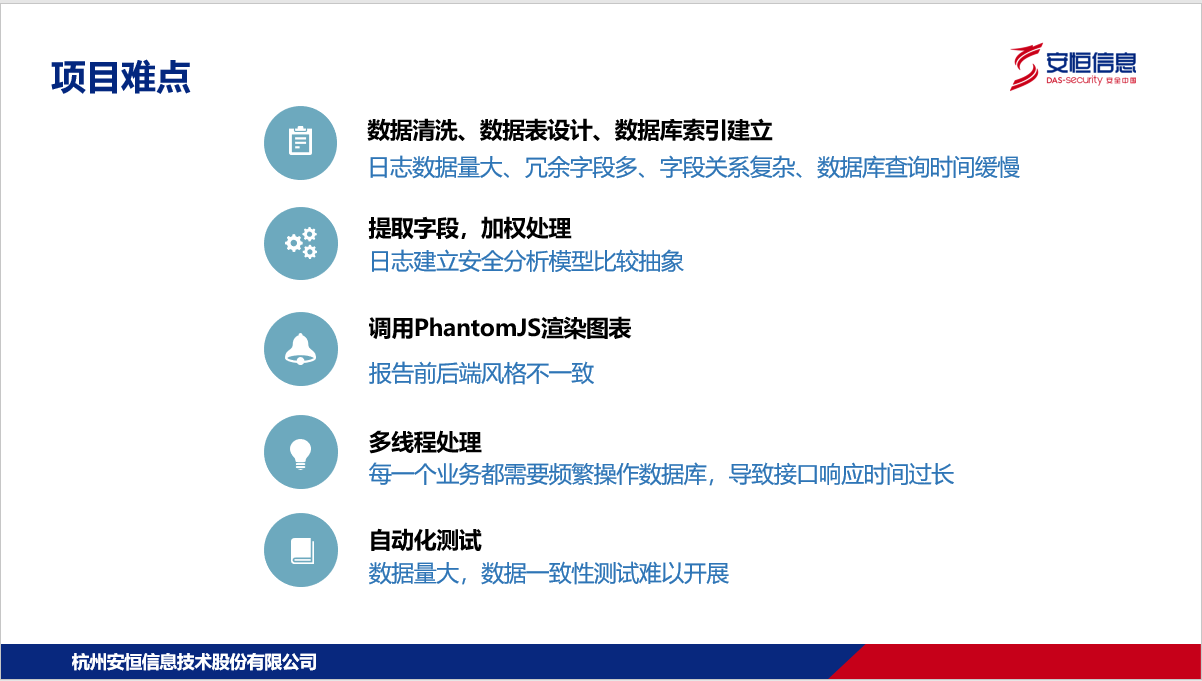 项目难点
安恒信息
DAS-security 安全中国
数据清洗、数据表设计、数据库索引建立
日志数据量大、冗余字段多、字段关系复杂、数据库查询时间缓慢
提取字段，加权处理
日志建立安全分析模型比较抽象
调用PhantomJS渲染图表
报告前后端风格不一致
多线程处理
每一个业务都需要频繁操作数据库，导致接口响应时间过长
自动化测试
数据量大，数据一致性测试难以开展
杭州安恒信息技术股份有限公司